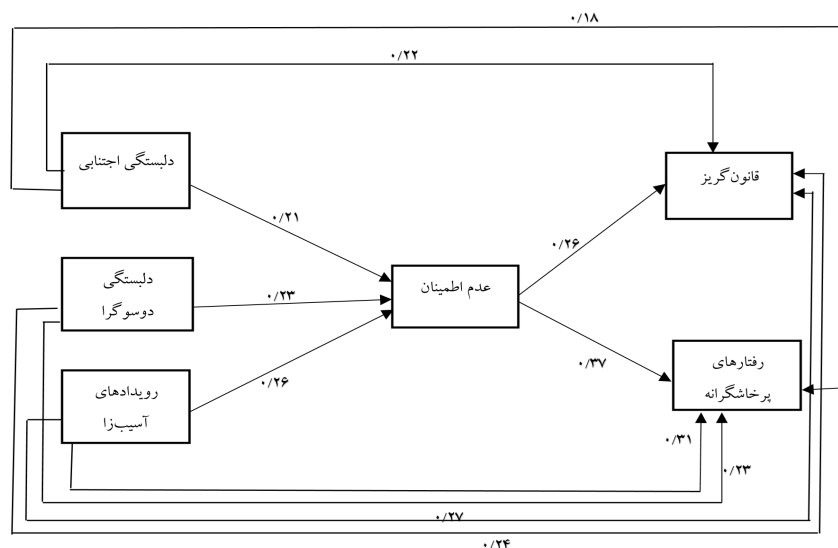 ۰/۱۸
۰/۲۲
دلبستگی اجتنابی
قانون‌گریز
۰/۲۱
۰/۲۶
دلبستگی
دوسوگرا
۰/۲۳
عدم اطمینان
رویدادهای
آسیب‌زا
۰/۲۶
۰/۳۷
رفتارهای
پرخاشگرانه
۰/۳۱
۰/۲۳
۰/۲۷
۰/۲۴